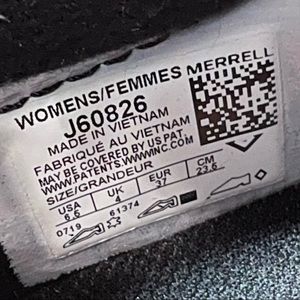 WOMENS/FEMMES MERRELL
J60826
MADE IN VIETNAM
FABRIQUÉ AU VIETNAM
MAY BE COVERED BY US PAT.
WWW.PATENTS.WWWINC.COM
SIZE/GRANDEUR
USA UK EUR CM
6.5 4 37 23.5
0719 61374